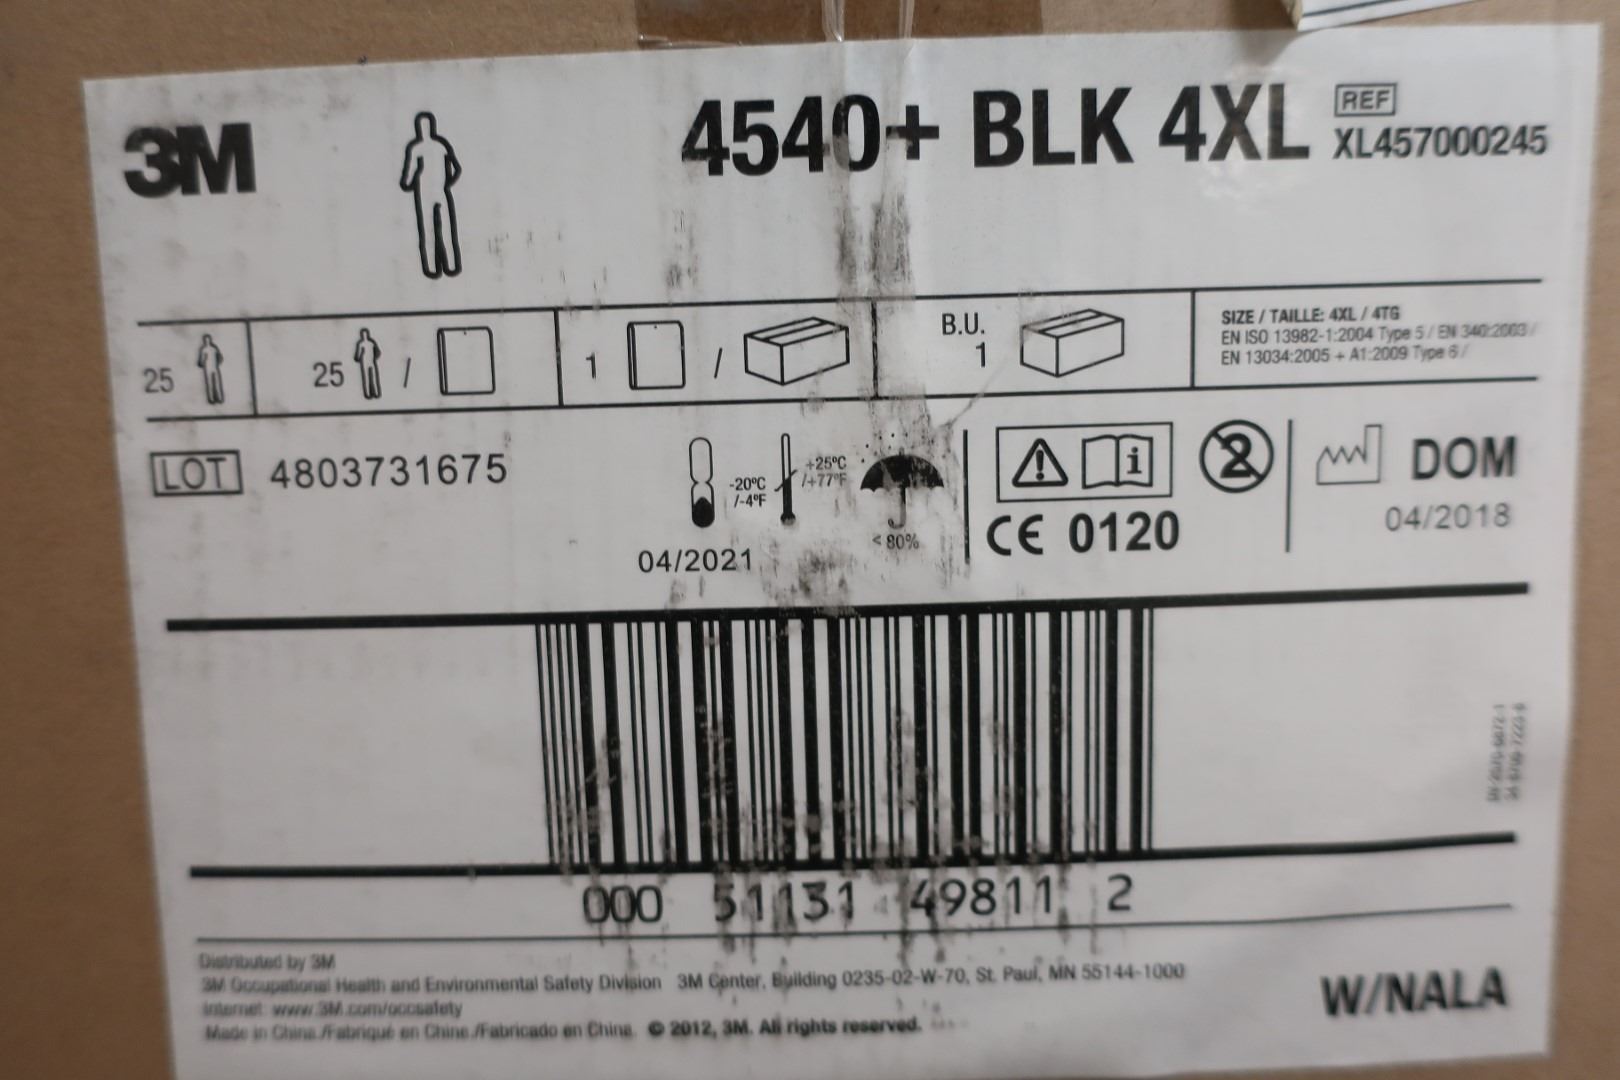 3M
4540+ BLK 4XL
REF
XL457000245
25
25 /
1 /
B.U.
1
SIZE / TAILLE: 4XL / 4TG
EN ISO 13982-1:2004 Type 5 / EN 340:2003 /
EN 13034:2005 + A1:2009 Type 6 /
LOT 4803731675
-20ºC
/-4ºF
+25ºC
/+77ºF
04/2021
< 80%
i
CE 0120
2
DOM
04/2018
000 51131 49811 2
Distributed by 3M
3M Occupational Health and Environmental Safety Division 3M Center, Building 0235-02-W-70, St. Paul, MN 55144-1000
Internet: www.3M.com/occsafety
Made in China./Fabriqué en Chine./Fabricado en China. © 2012, 3M. All rights reserved.
W/NALA